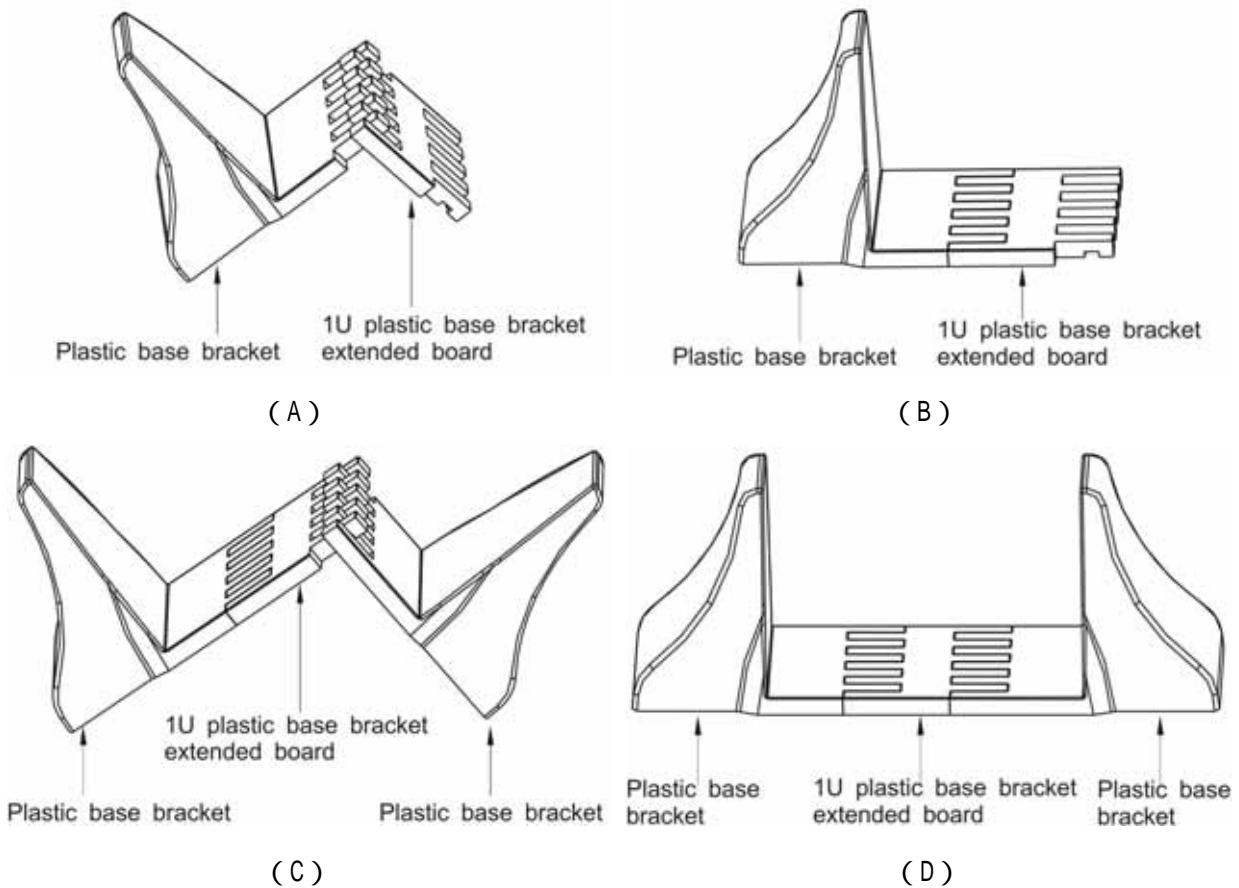 Plastic base bracket
1U plastic base bracket
extended board
(A)
Plastic base bracket
1U plastic base bracket
extended board
(B)
1U plastic base bracket
extended board
Plastic base bracket
Plastic base bracket
(C)
Plastic base
bracket
1U plastic base bracket
extended board
Plastic base
bracket
(D)